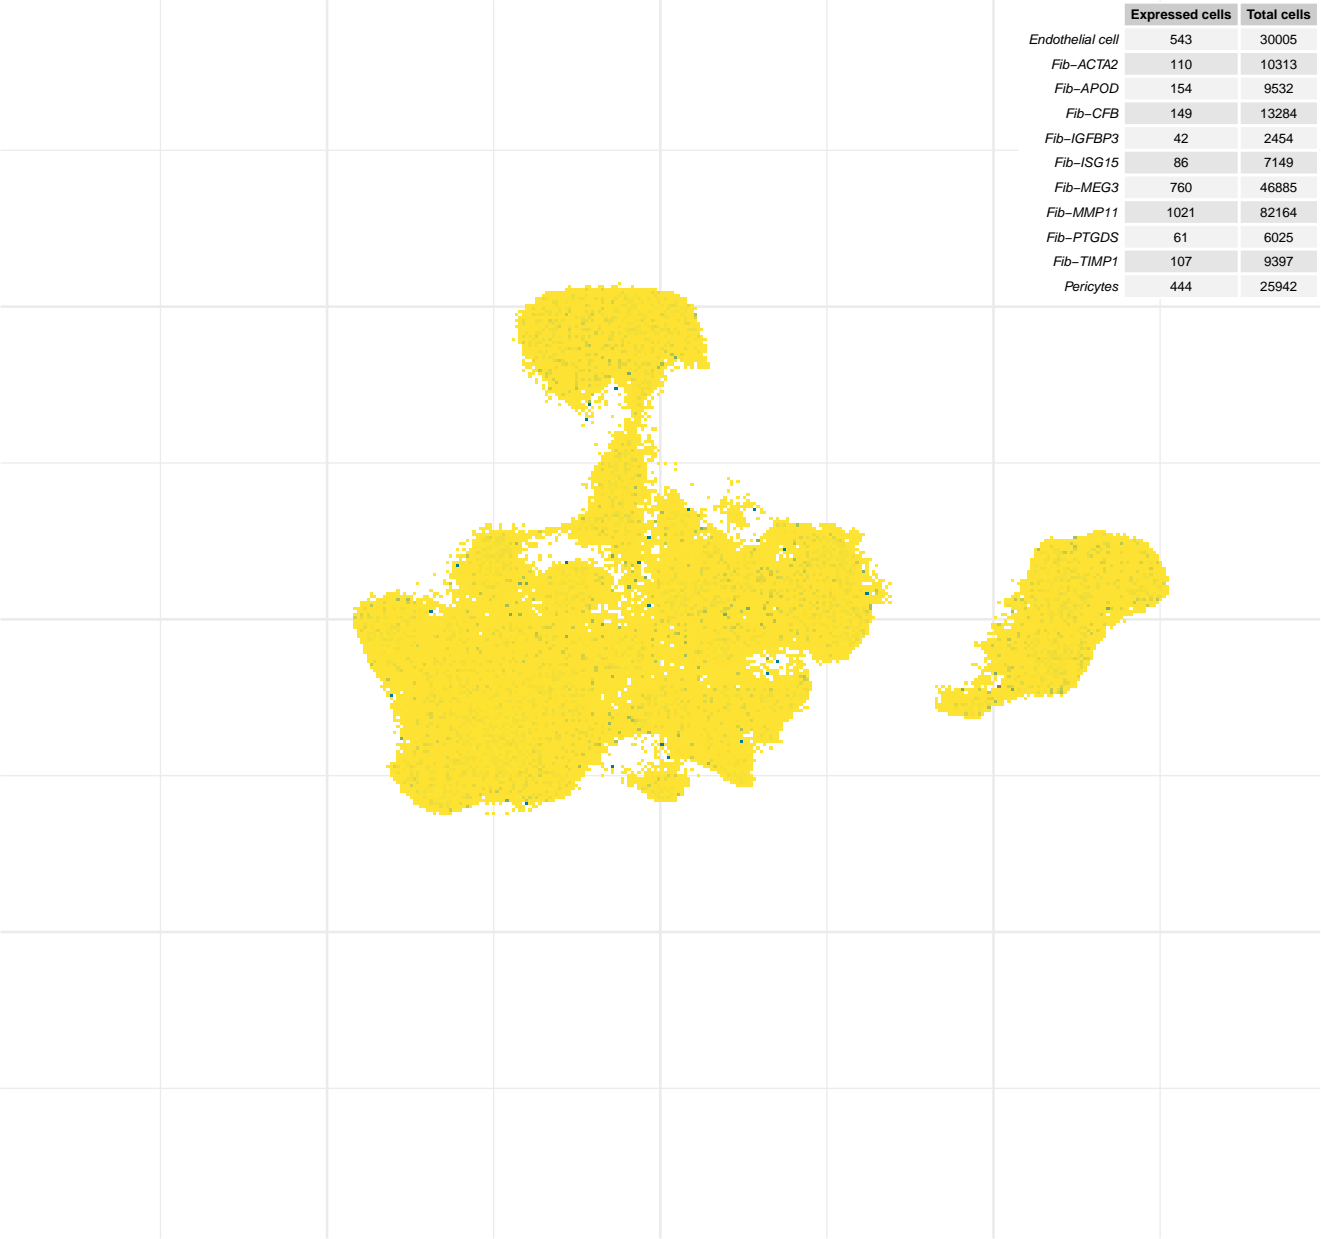 Expressed cells Total cells
Endothelial cell 543 30005
Fib−ACTA2 110 10313
Fib−APOD 154 9532
Fib−CFB 149 13284
Fib−IGFBP3 42 2454
Fib−ISG15 86 7149
Fib−MEG3 760 46885
Fib−MMP11 1021 82164
Fib−PTGDS 61 6025
Fib−TIMP1 107 9397
Pericytes 444 25942